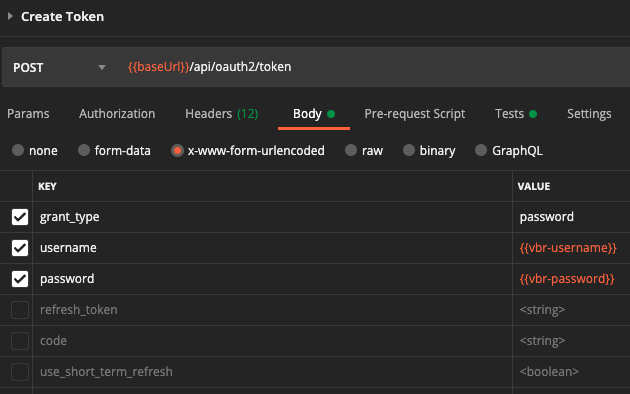 Create Token
POST {{baseUrl}}/api/oauth2/token
Params Authorization Headers (12) Body Pre-request Script Tests Settings
none form-data x-www-form-urlencoded raw binary GraphQL
KEY VALUE
grant_type password
username {{vbr-username}}
password {{vbr-password}}
refresh_token <string>
code <string>
use_short_term_refresh <boolean>